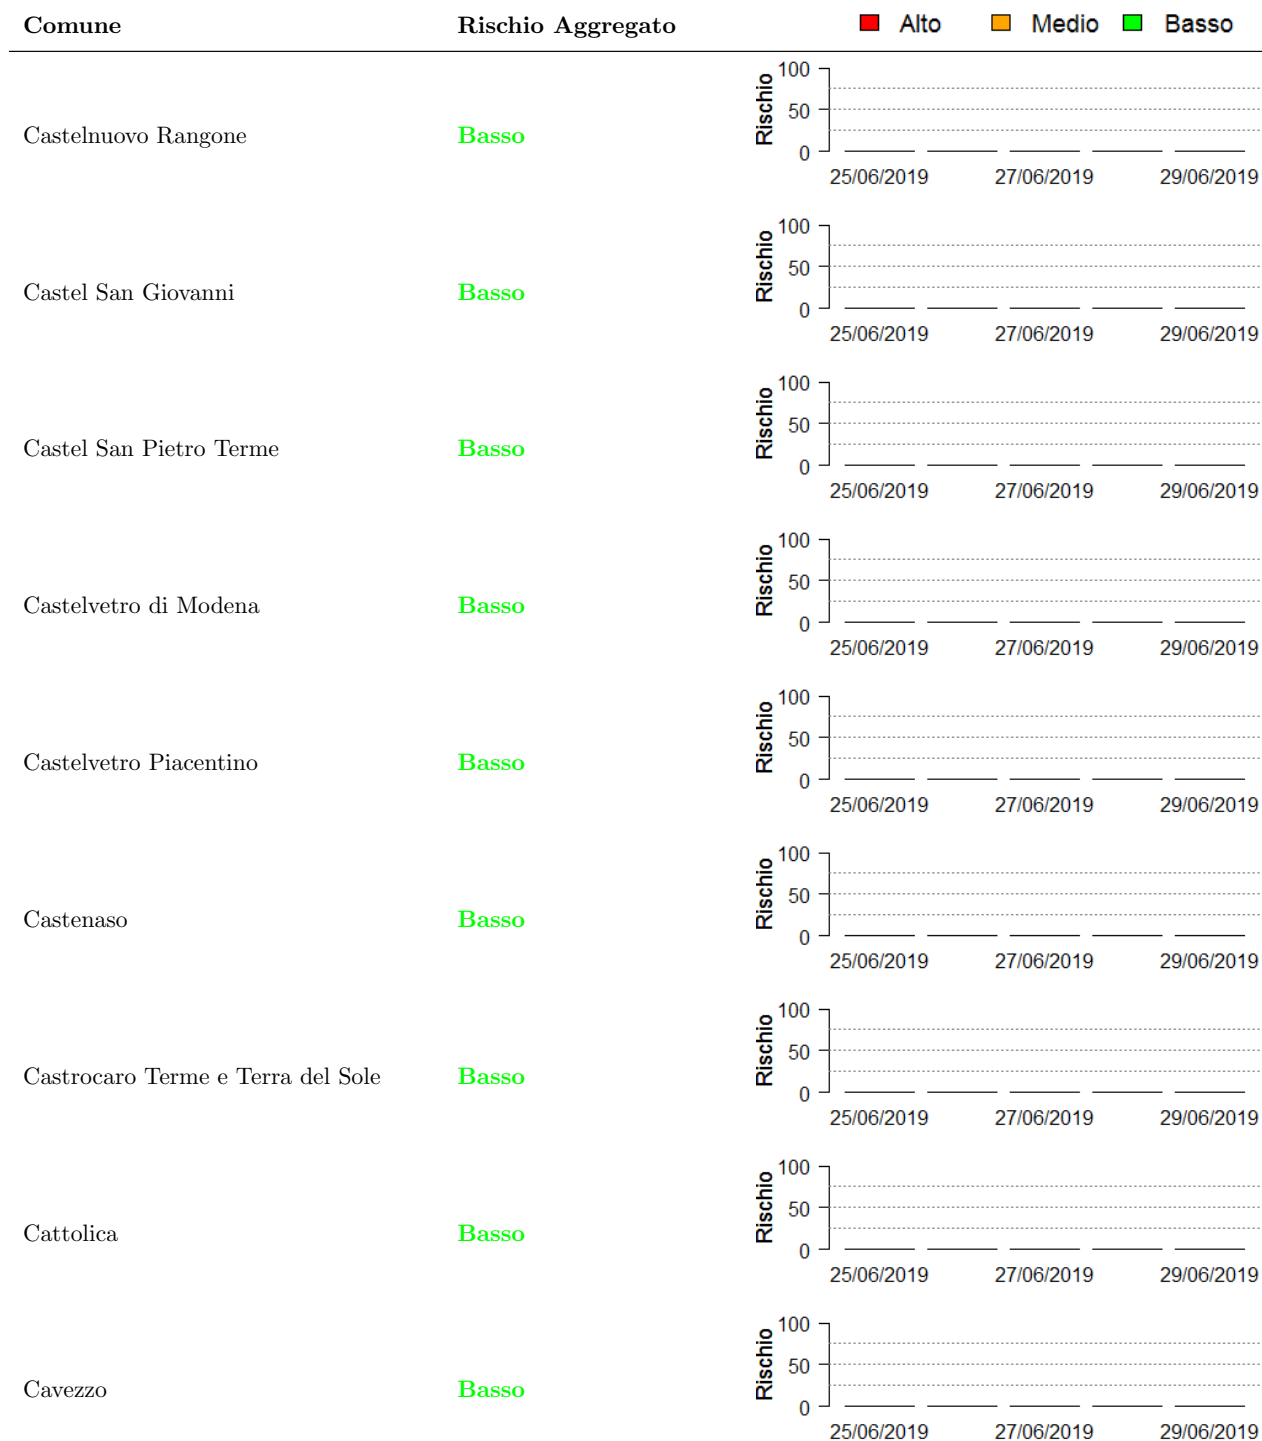 Comune Rischio Aggregato Alto Medio Basso
100
Rischio
50
Castelnuovo Rangone Basso
0
25/06/2019 27/06/2019 29/06/2019
100
Rischio
50
Castel San Giovanni Basso
0
25/06/2019 27/06/2019 29/06/2019
100
Rischio
50
Castel San Pietro Terme Basso
0
25/06/2019 27/06/2019 29/06/2019
100
Rischio
50
Castelvetro di Modena Basso
0
25/06/2019 27/06/2019 29/06/2019
100
Rischio
50
Castelvetro Piacentino Basso
0
25/06/2019 27/06/2019 29/06/2019
100
Rischio
50
Castenaso Basso
0
25/06/2019 27/06/2019 29/06/2019
100
Rischio
50
Castrocaro Terme e Terra del Sole Basso
0
25/06/2019 27/06/2019 29/06/2019
100
Rischio
50
Cattolica Basso
0
25/06/2019 27/06/2019 29/06/2019
100
Rischio
50
Cavezzo Basso
0
25/06/2019 27/06/2019 29/06/2019